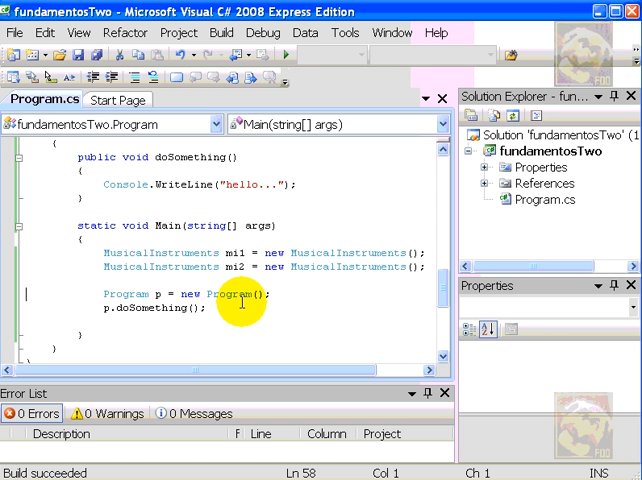 fundamentosTwo - Microsoft Visual C# 2008 Express Edition
File Edit View Refactor Project Build Debug Data Tools Window Help
Program.cs Start Page
fundamentosTwo.Program Main(string[] args)
{
public void doSomething()
{
Console.WriteLine("hello...");
}
static void Main(string[] args)
{
MusicalInstruments mi1 = new MusicalInstruments();
MusicalInstruments mi2 = new MusicalInstruments();
Program p = new Program();
p.doSomething();
}
}
Solution Explorer - fun...
Solution 'fundamentosTwo' (1
fundamentosTwo
Properties
References
Program.cs
Properties
Error List
0 Errors 0 Warnings 0 Messages
Description F Line Column Project
Build succeeded Ln 58 Col 1 Ch 1 INS
FDD
FDD